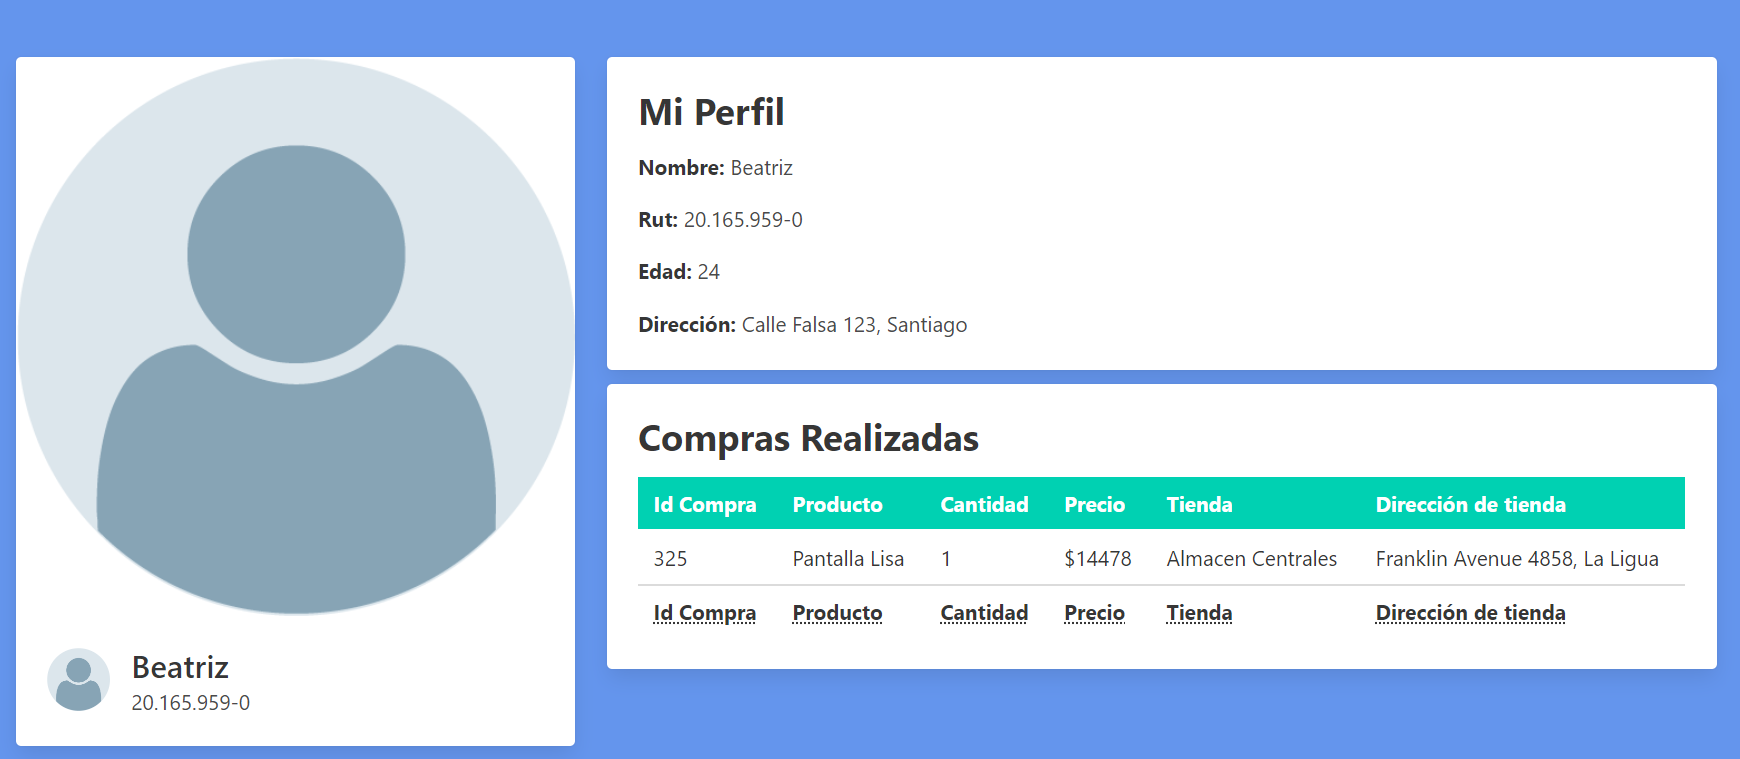 Beatriz
20.165.959-0
Mi Perfil
Nombre: Beatriz
Rut: 20.165.959-0
Edad: 24
Dirección: Calle Falsa 123, Santiago
Compras Realizadas
Id Compra Producto Cantidad Precio Tienda Dirección de tienda
325 Pantalla Lisa 1 $14478 Almacen Centrales Franklin Avenue 4858, La Ligua
Id Compra Producto Cantidad Precio Tienda Dirección de tienda